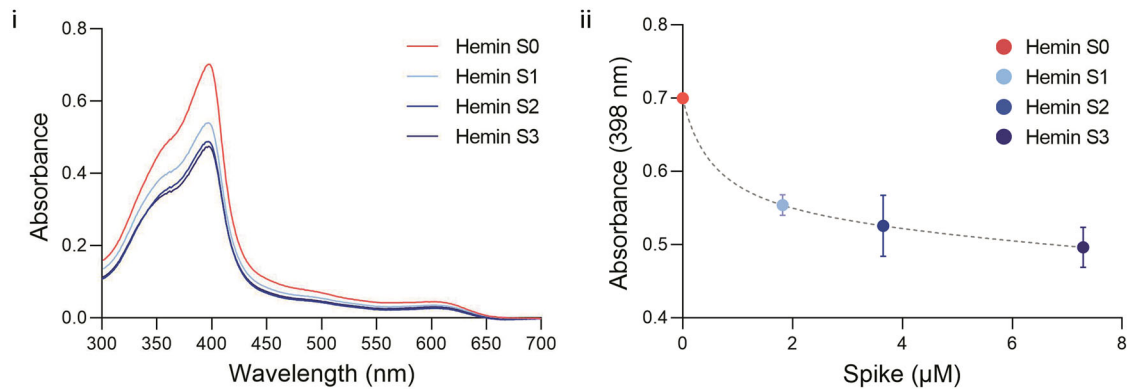 i
0.8
0.6
0.4
0.2
0.0
Absorbance
300 350 400 450 500 550 600 650 700
Wavelength (nm)
Hemin S0
Hemin S1
Hemin S2
Hemin S3
ii
0.8
0.7
0.6
0.5
0.4
Absorbance (398 nm)
0 2 4 6 8
Spike (μM)
Hemin S0
Hemin S1
Hemin S2
Hemin S3